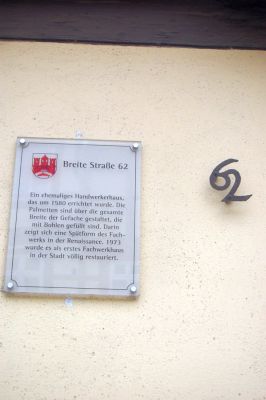 Breite Straße 62
Ein ehemaliges Handwerkerhaus,
das um 1580 errichtet wurde. Die
Palmetten sind über die gesamte
Breite der Gefache gestaltet, die
mit Bohlen gefüllt sind. Darin
zeigt sich eine Spätform des Fach-
werks in der Renaissance. 1973
wurde es als erstes Fachwerkhaus
in der Stadt völlig restauriert.
62